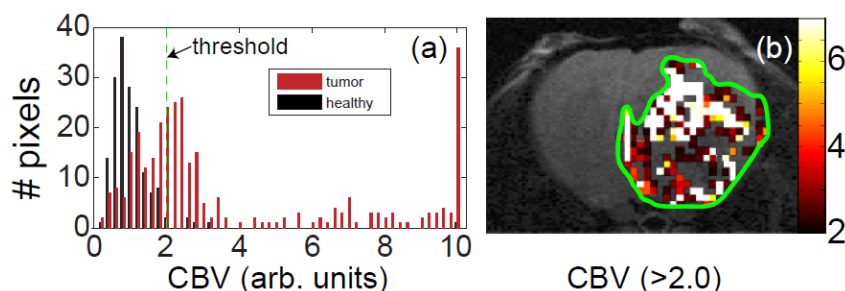 40
30
20
10
0
# pixels
threshold
(a)
tumor
healthy
0 2 4 6 8 10
CBV (arb. units)
(b)
6
4
2
CBV (>2.0)